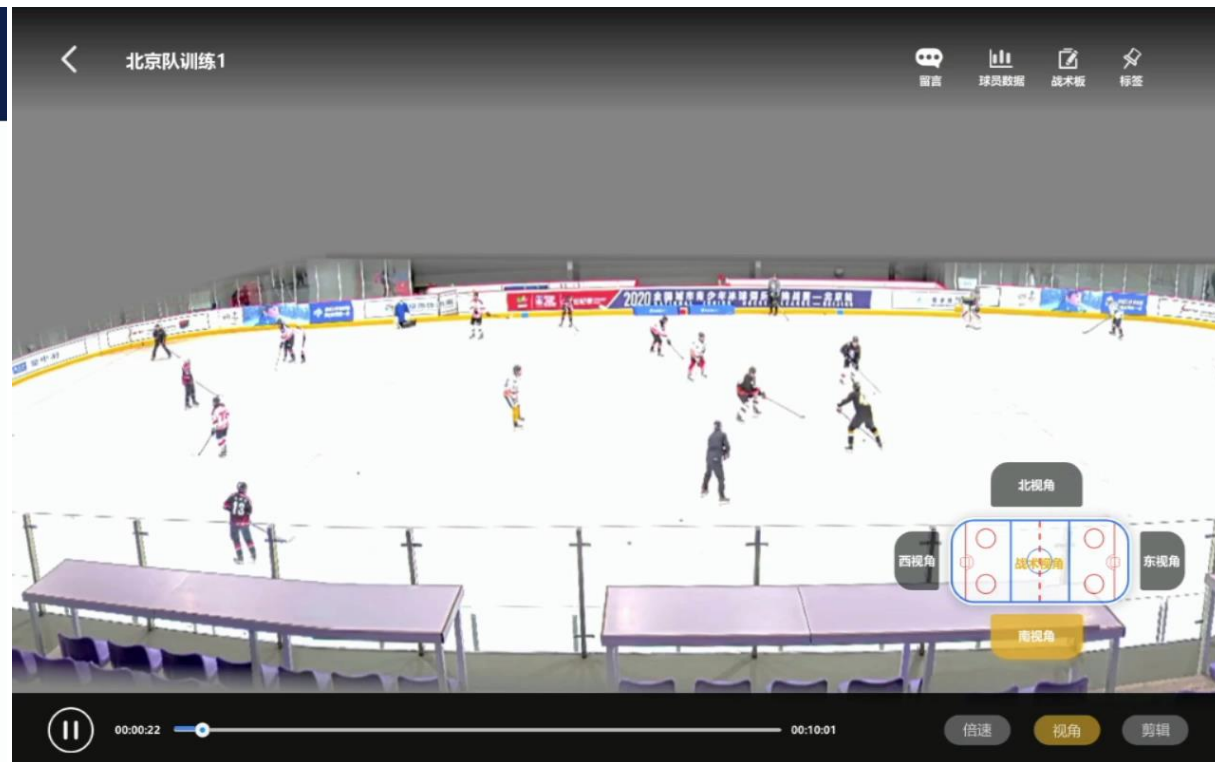 北京队训练1
留言
球员数据
战术板
标签
13
北视角
西视角
战术视角
东视角
南视角
00:00:22
00:10:01
倍速
视角
剪辑